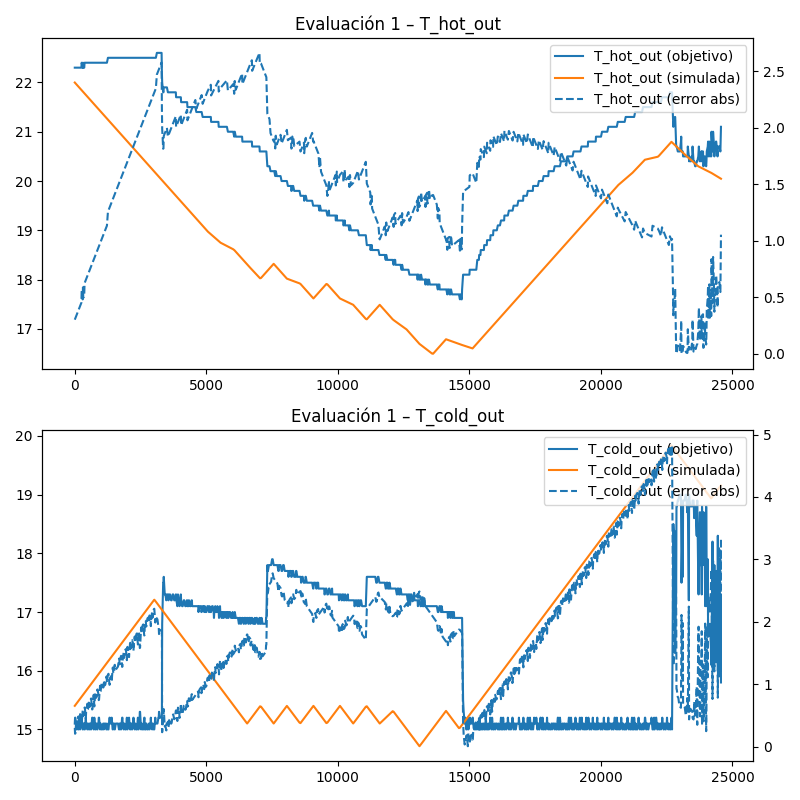 Evaluación 1 – T_hot_out
T_hot_out (objetivo)
T_hot_out (simulada)
T_hot_out (error abs)
22
21
20
19
18
17
2.5
2.0
1.5
1.0
0.5
0.0
0 5000 10000 15000 20000 25000
Evaluación 1 – T_cold_out
T_cold_out (objetivo)
T_cold_out (simulada)
T_cold_out (error abs)
20
19
18
17
16
15
5
4
3
2
1
0
0 5000 10000 15000 20000 25000